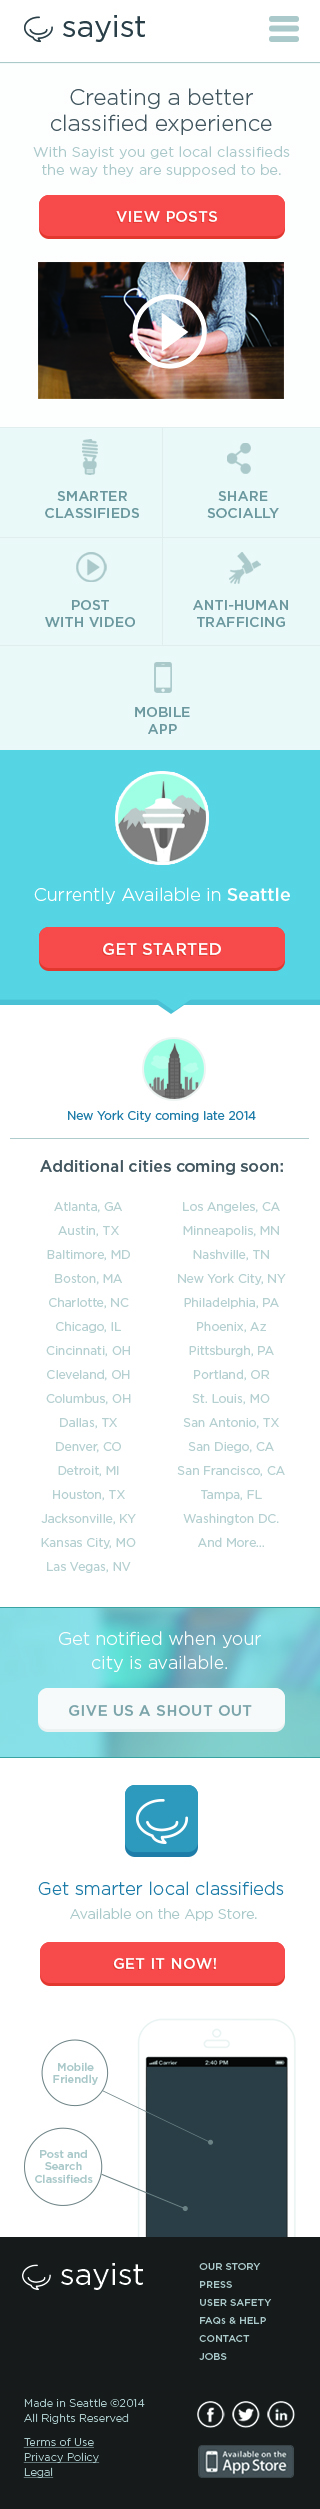 sayist
Creating a better
classified experience
With Sayist you get local classifieds
the way they are supposed to be.
VIEW POSTS
SMARTER
CLASSIFIEDS
SHARE
SOCIALLY
POST
WITH VIDEO
ANTI-HUMAN
TRAFFICING
MOBILE
APP
Currently Available in Seattle
GET STARTED
New York City coming late 2014
Additional cities coming soon:
Atlanta, GA
Austin, TX
Baltimore, MD
Boston, MA
Charlotte, NC
Chicago, IL
Cincinnati, OH
Cleveland, OH
Columbus, OH
Dallas, TX
Denver, CO
Detroit, MI
Houston, TX
Jacksonville, KY
Kansas City, MO
Las Vegas, NV
Los Angeles, CA
Minneapolis, MN
Nashville, TN
New York City, NY
Philadelphia, PA
Phoenix, Az
Pittsburgh, PA
Portland, OR
St. Louis, MO
San Antonio, TX
San Diego, CA
San Francisco, CA
Tampa, FL
Washington DC.
And More...
Get notified when your
city is available.
GIVE US A SHOUT OUT
Get smarter local classifieds
Available on the App Store.
GET IT NOW!
Carrier 2:40 PM
Mobile
Friendly
Post and
Search
Classifieds
sayist
OUR STORY
PRESS
USER SAFETY
FAQs & HELP
CONTACT
JOBS
Made in Seattle ©2014
All Rights Reserved
Terms of Use
Privacy Policy
Legal
in
Available on the
App Store